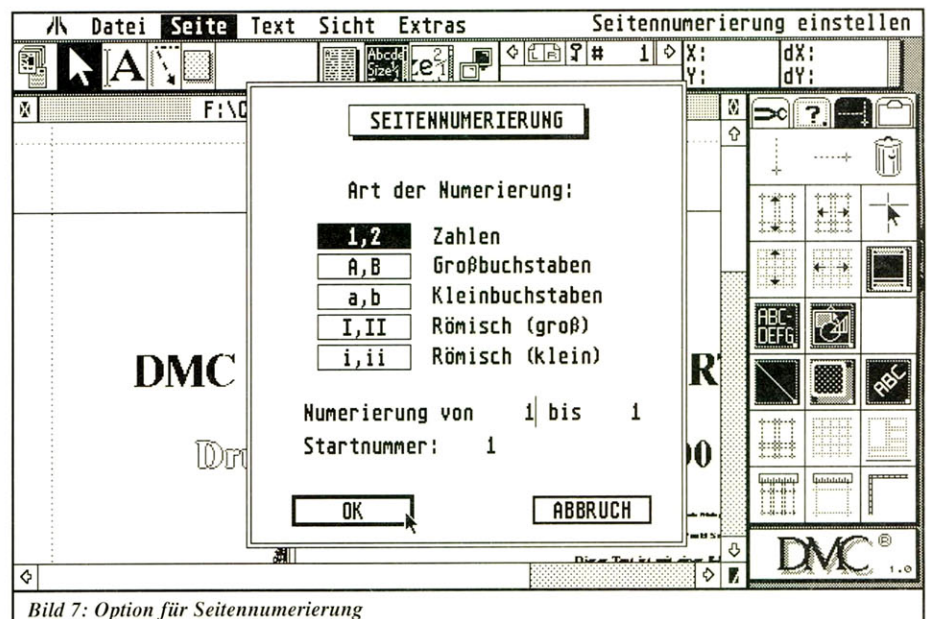 Datei Seite Text Sicht Extras Seitennumerierung einstellen
A
# 1
X:
Y:
dX:
dY:
F:\
?
SEITENNUMERIERUNG
Art der Numerierung:
1,2 Zahlen
A,B Großbuchstaben
a,b Kleinbuchstaben
I,II Römisch (groß)
i,ii Römisch (klein)
Numerierung von 1 bis 1
Startnummer: 1
OK ABBRUCH
DMC
ABC-
DEFG
ABC
DMC ® 1.0
Bild 7: Option für Seitennumerierung